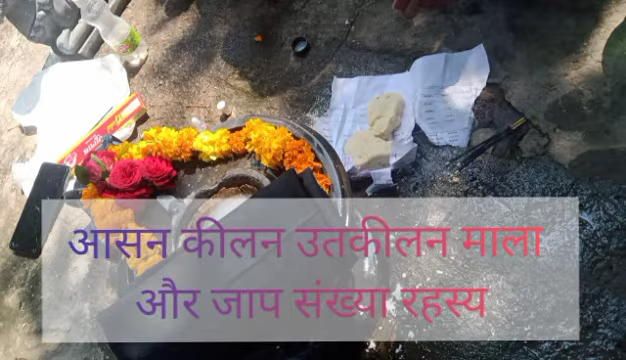 आसन कीलन उतकीलन माला
और जाप संख्या रहस्य